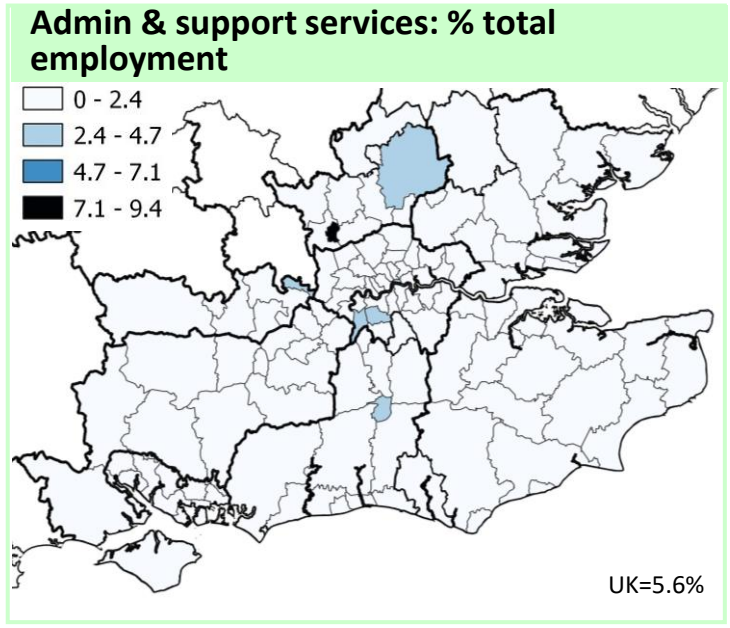 Admin & support services: % total
employment
0 - 2.4
2.4 - 4.7
4.7 - 7.1
7.1 - 9.4
UK=5.6%